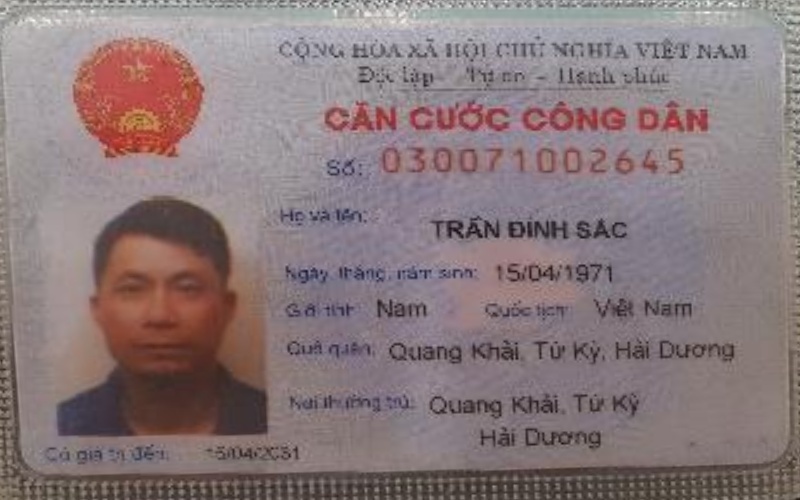 CỘNG HÒA XÃ HỘI CHỦ NGHĨA VIỆT NAM
Độc lập - Tự do - Hạnh phúc
CĂN CƯỚC CÔNG DÂN
Số: 030071002645
Họ và tên: TRẦN ĐÌNH SẮC
Ngày, tháng, năm sinh: 15/04/1971
Giới tính: Nam Quốc tịch: Việt Nam
Quê quán: Quang Khải, Tứ Kỳ, Hải Dương
Nơi thường trú: Quang Khải, Tứ Kỳ
Hải Dương
Có giá trị đến: 15/04/2031